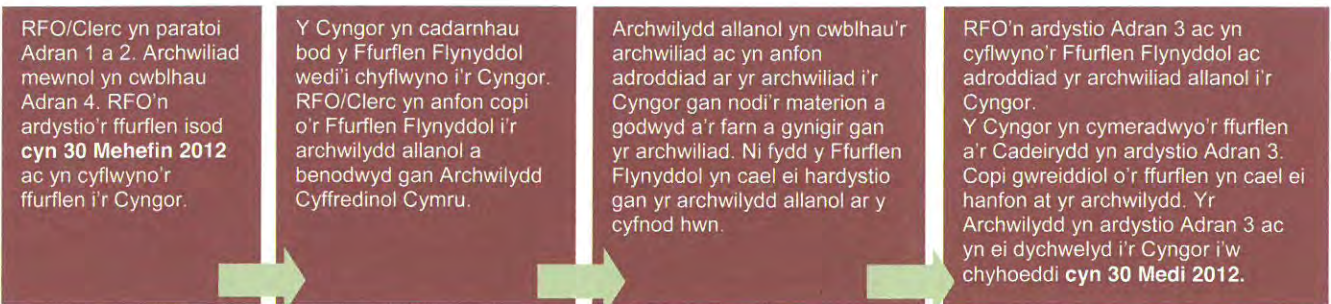 RFO/Clerc yn paratoi
Adran 1 a 2. Archwiliad
mewnol yn cwblhau
Adran 4. RFO'n
ardystio'r ffurflen isod
cyn 30 Mehefin 2012
ac yn cyflwyno'r
ffurflen i'r Cyngor.
Y Cyngor yn cadarnhau
bod y Ffurflen Flynyddol
wedi'i chyflwyno i'r Cyngor.
RFO/Clerc yn anfon copi
o'r Ffurflen Flynyddol i'r
archwilydd allanol a
benodwyd gan Archwilydd
Cyffredinol Cymru.
Archwilydd allanol yn cwblhau'r
archwiliad ac yn anfon
adroddiad ar yr archwiliad i'r
Cyngor gan nodi'r materion a
godwyd a'r farn a gynigir gan
yr archwiliad. Ni fydd y Ffurflen
Flynyddol yn cael ei hardystio
gan yr archwilydd allanol ar y
cyfnod hwn.
RFO'n ardystio Adran 3 ac yn
cyflwyno'r Ffurflen Flynyddol ac
adroddiad yr archwiliad allanol i'r
Cyngor.
Y Cyngor yn cymeradwyo'r ffurflen
a'r Cadeirydd yn ardystio Adran 3.
Copi gwreiddiol o'r ffurflen yn cael ei
hanfon at yr archwilydd. Yr
Archwilydd yn ardystio Adran 3 ac
yn ei dychwelyd i'r Cyngor i'w
chyhoeddi cyn 30 Medi 2012.